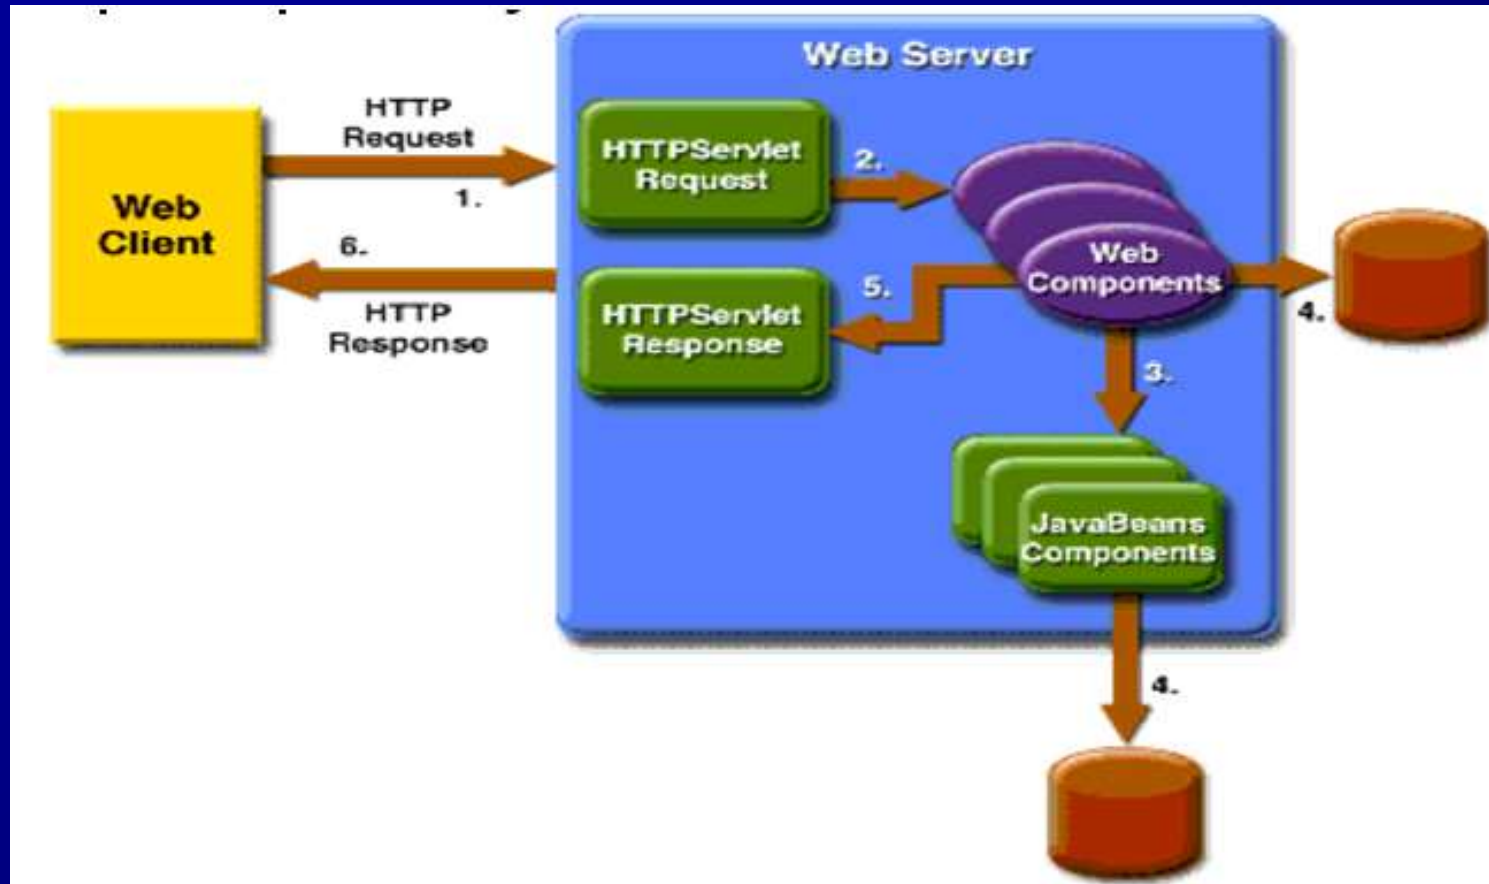 Web Server
HTTP
Request
1.
HTTPServlet
Request
2.
Web
Client
6.
HTTP
Response
HTTPServlet
Response
5.
Web
Components
4.
3.
JavaBeans
Components
4.